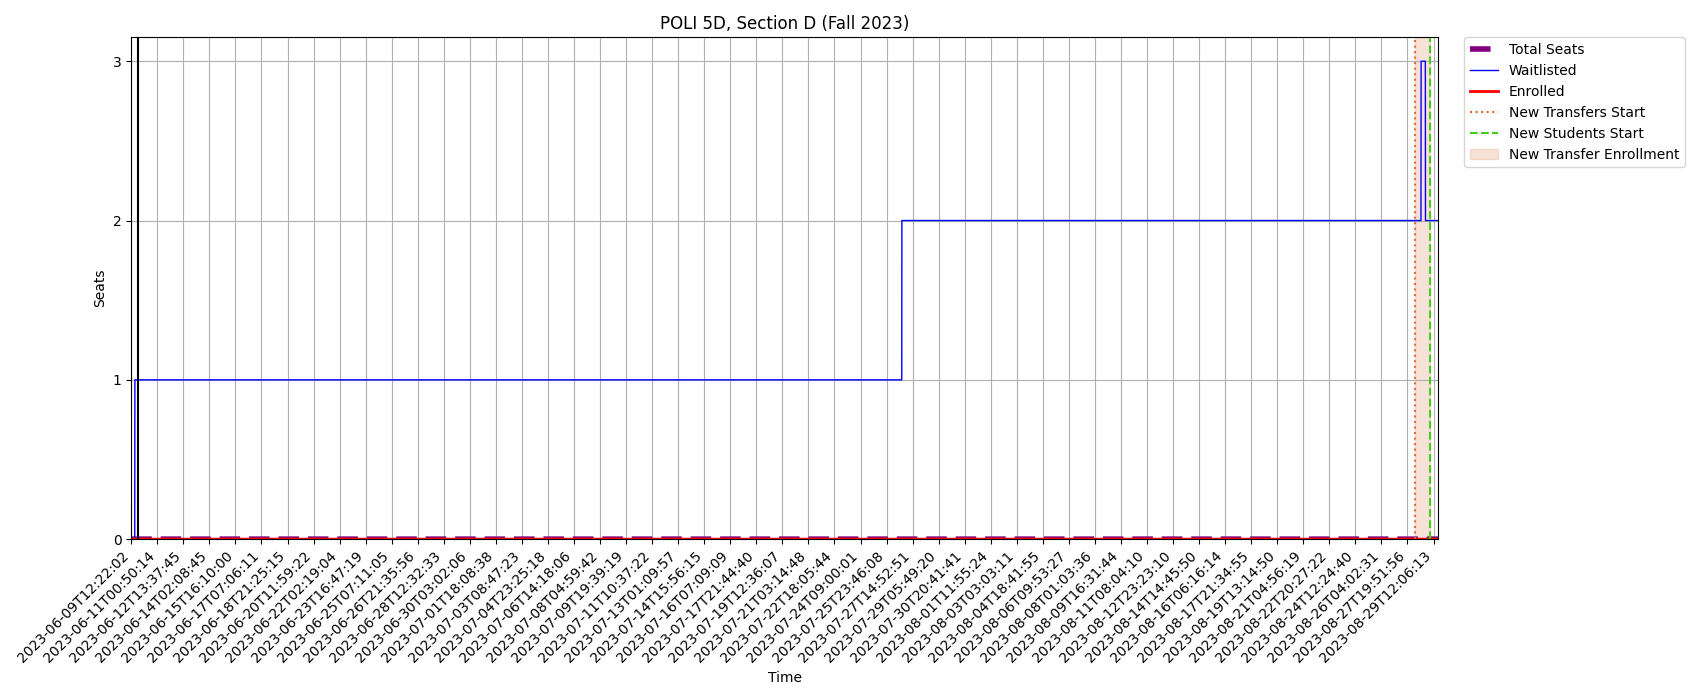 POLI 5D, Section D (Fall 2023)
Total Seats
Waitlisted
Enrolled
New Transfers Start
New Students Start
New Transfer Enrollment
Seats
3
2
1
0
2023-06-09T12:22:02
2023-06-11T00:50:14
2023-06-12T13:37:45
2023-06-14T02:08:45
2023-06-15T16:10:00
2023-06-17T07:06:11
2023-06-18T21:25:15
2023-06-20T11:59:22
2023-06-22T02:19:04
2023-06-23T16:47:19
2023-06-25T07:11:05
2023-06-26T21:35:56
2023-06-28T12:32:33
2023-06-30T03:02:06
2023-07-01T18:08:38
2023-07-03T08:47:23
2023-07-04T23:25:18
2023-07-06T14:18:06
2023-07-08T04:59:42
2023-07-09T19:39:19
2023-07-11T10:37:22
2023-07-13T01:09:57
2023-07-14T15:56:15
2023-07-16T07:09:09
2023-07-17T21:44:40
2023-07-19T12:36:07
2023-07-21T03:14:48
2023-07-22T18:05:44
2023-07-24T09:00:01
2023-07-25T23:46:08
2023-07-27T14:52:51
2023-07-29T05:49:20
2023-07-30T20:41:41
2023-08-01T11:55:24
2023-08-03T03:03:11
2023-08-04T18:41:55
2023-08-06T09:53:27
2023-08-08T01:03:36
2023-08-09T16:31:44
2023-08-11T08:04:10
2023-08-12T23:23:10
2023-08-14T14:45:50
2023-08-16T06:16:14
2023-08-17T21:34:55
2023-08-19T13:14:50
2023-08-21T04:56:19
2023-08-22T20:27:22
2023-08-24T12:24:40
2023-08-26T04:02:31
2023-08-27T19:51:56
2023-08-29T12:06:13
Time